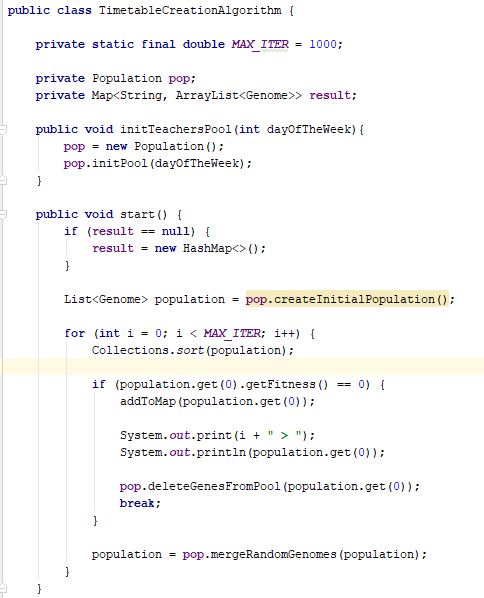 public class TimetableCreationAlgorithm {
private static final double MAX_ITER = 1000;
private Population pop;
private Map<String, ArrayList<Genome>> result;
public void initTeachersPool(int dayOfTheWeek){
pop = new Population();
pop.initPool(dayOfTheWeek);
}
public void start() {
if (result == null) {
result = new HashMap<>();
}
List<Genome> population = pop.createInitialPopulation();
for (int i = 0; i < MAX_ITER; i++) {
Collections.sort(population);
if (population.get(0).getFitness() == 0) {
addToMap(population.get(0));
System.out.print(i + " > ");
System.out.println(population.get(0));
pop.deleteGenesFromPool(population.get(0));
break;
}
population = pop.mergeRandomGenomes(population);
}
}